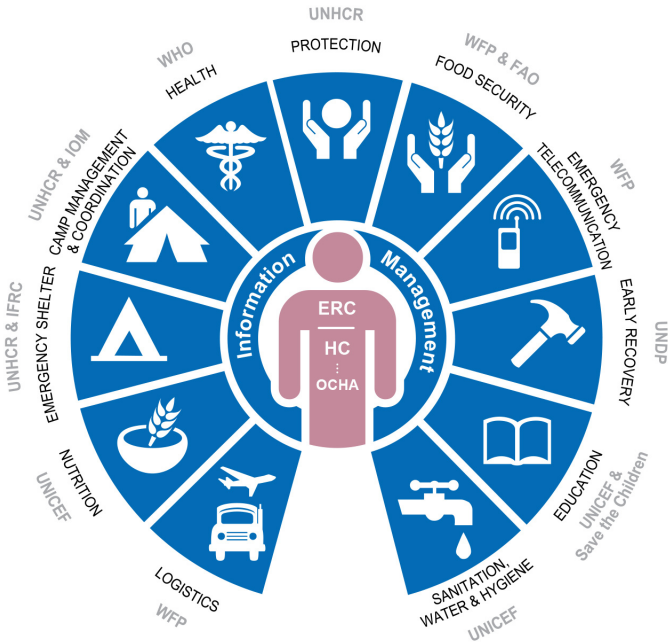 UNHCR
PROTECTION
WFP & FAO
FOOD SECURITY
WFP
EMERGENCY
TELECOMMUNICATION
UNDP
EARLY RECOVERY
EDUCATION
UNICEF &
Save the Children
SANITATION,
WATER & HYGIENE
UNICEF
LOGISTICS
WFP
NUTRITION
UNICEF
EMERGENCY SHELTER
UNHCR & IFRC
UNHCR & IOM
CAMP MANAGEMENT
& COORDINATION
WHO
HEALTH
Information
Management
ERC
HC
OCHA